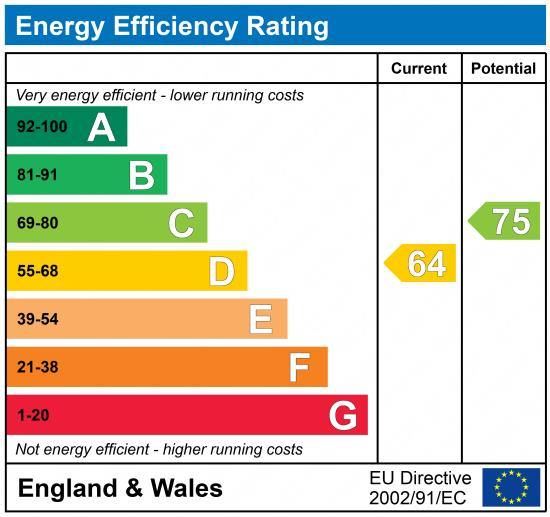 Energy Efficiency Rating
Current Potential
Very energy efficient - lower running costs
92-100 A
81-91 B
69-80 C
75
55-68 D
64
39-54 E
21-38 F
1-20 G
Not energy efficient - higher running costs
England & Wales
EU Directive
2002/91/EC